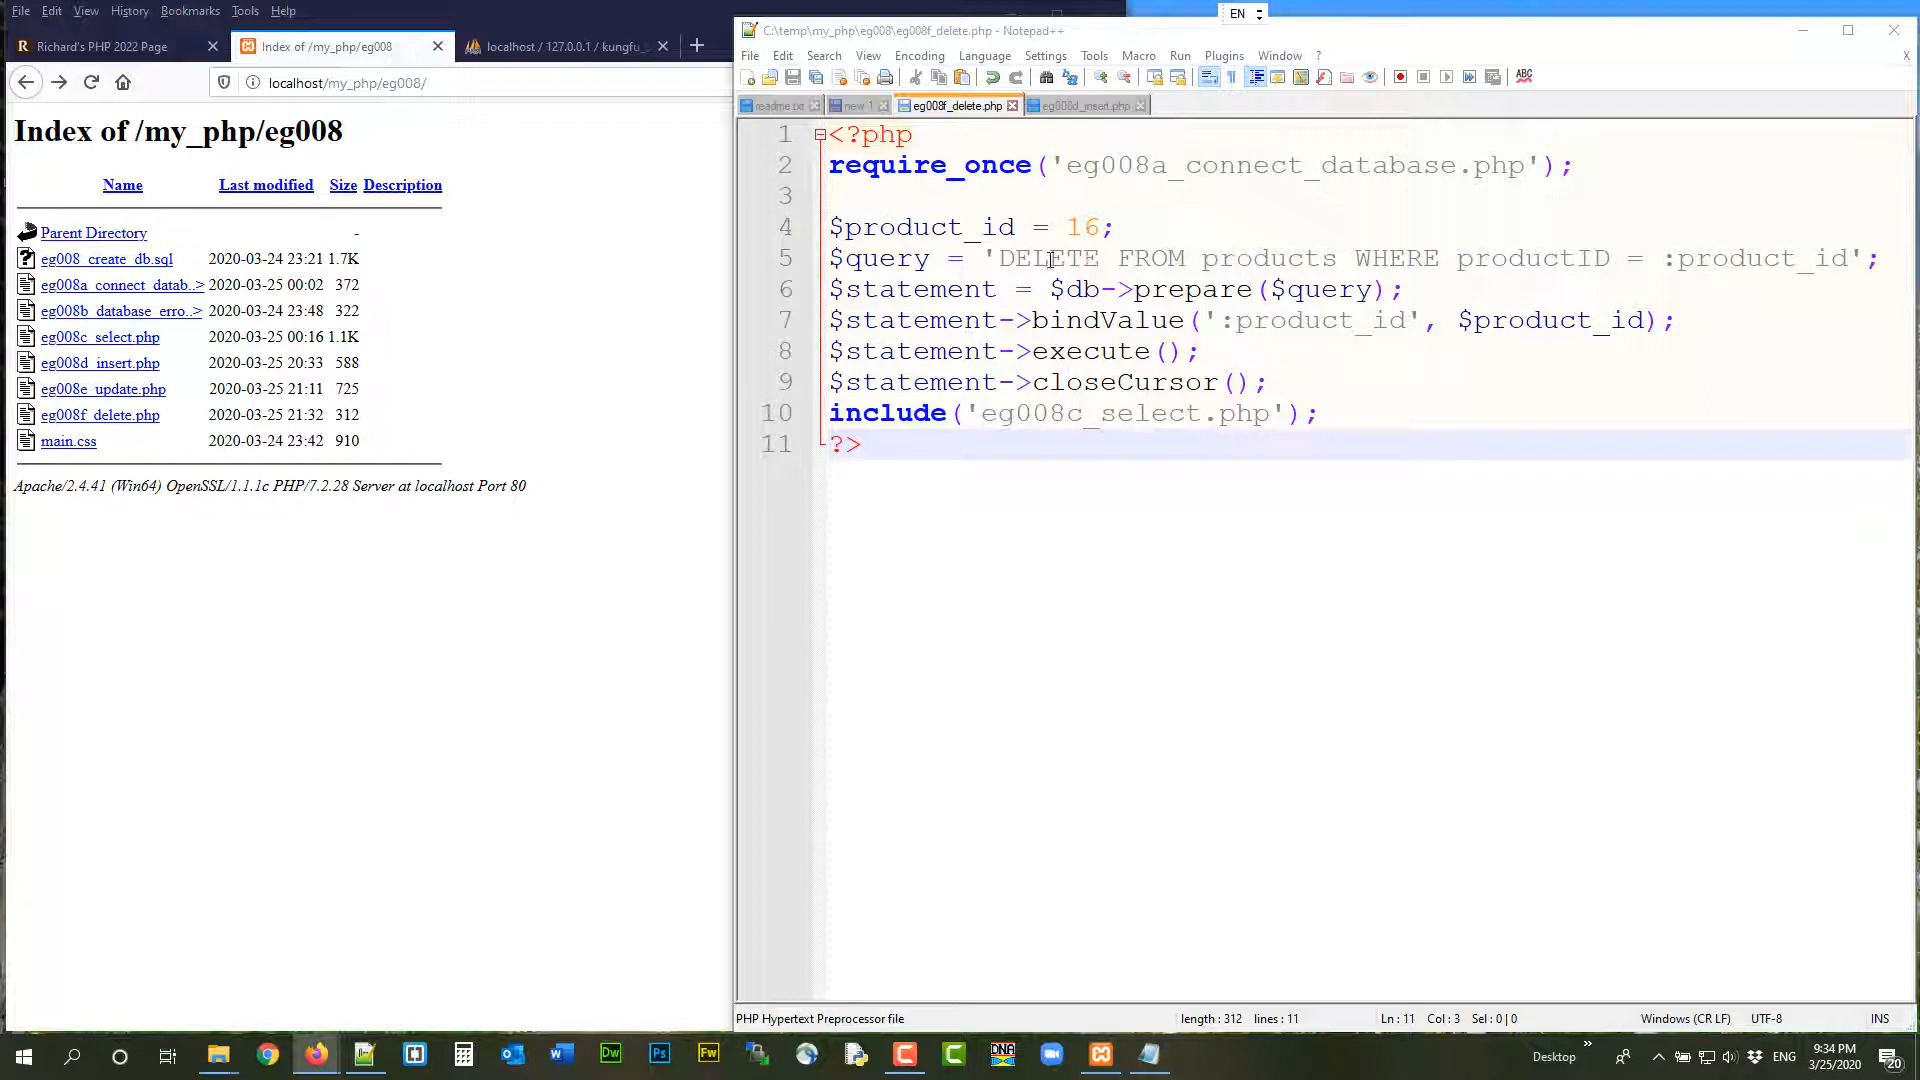 File Edit View History Bookmarks Tools Help
Richard's PHP 2022 Page
Index of /my_php/eg008
localhost / 127.0.0.1 / kungfu_
localhost/my_php/eg008/
Index of /my_php/eg008
Name Last modified Size Description
Parent Directory -
eg008_create_db.sql 2020-03-24 23:21 1.7K
eg008a_connect_datab..> 2020-03-25 00:02 372
eg008b_database_erro..> 2020-03-24 23:48 322
eg008c_select.php 2020-03-25 00:16 1.1K
eg008d_insert.php 2020-03-25 20:33 588
eg008e_update.php 2020-03-25 21:11 725
eg008f_delete.php 2020-03-25 21:32 312
main.css 2020-03-24 23:42 910
Apache/2.4.41 (Win64) OpenSSL/1.1.1c PHP/7.2.28 Server at localhost Port 80
EN
C:\temp\my_php\eg008\eg008f_delete.php - Notepad++
File Edit Search View Encoding Language Settings Tools Macro Run Plugins Window ? X
ABC
readme.txt new 1 eg008f_delete.php eg008d_insert.php
1 <?php
2 require_once('eg008a_connect_database.php');
3
4 $product_id = 16;
5 $query = 'DELETE FROM products WHERE productID = :product_id';
6 $statement = $db->prepare($query);
7 $statement->bindValue(':product_id', $product_id);
8 $statement->execute();
9 $statement->closeCursor();
10 include('eg008c_select.php');
11 ?>
PHP Hypertext Preprocessor file length : 312 lines : 11 Ln : 11 Col : 3 Sel : 0 | 0 Windows (CR LF) UTF-8 INS
Dw Ps Fw DNA
Desktop » ENG 9:34 PM
3/25/2020
20